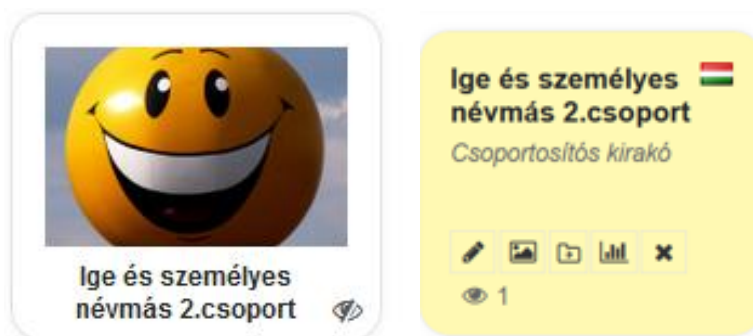 Ige és személyes
névmás 2.csoport
Ige és személyes
névmás 2.csoport
Csoportosítós kirakó
1